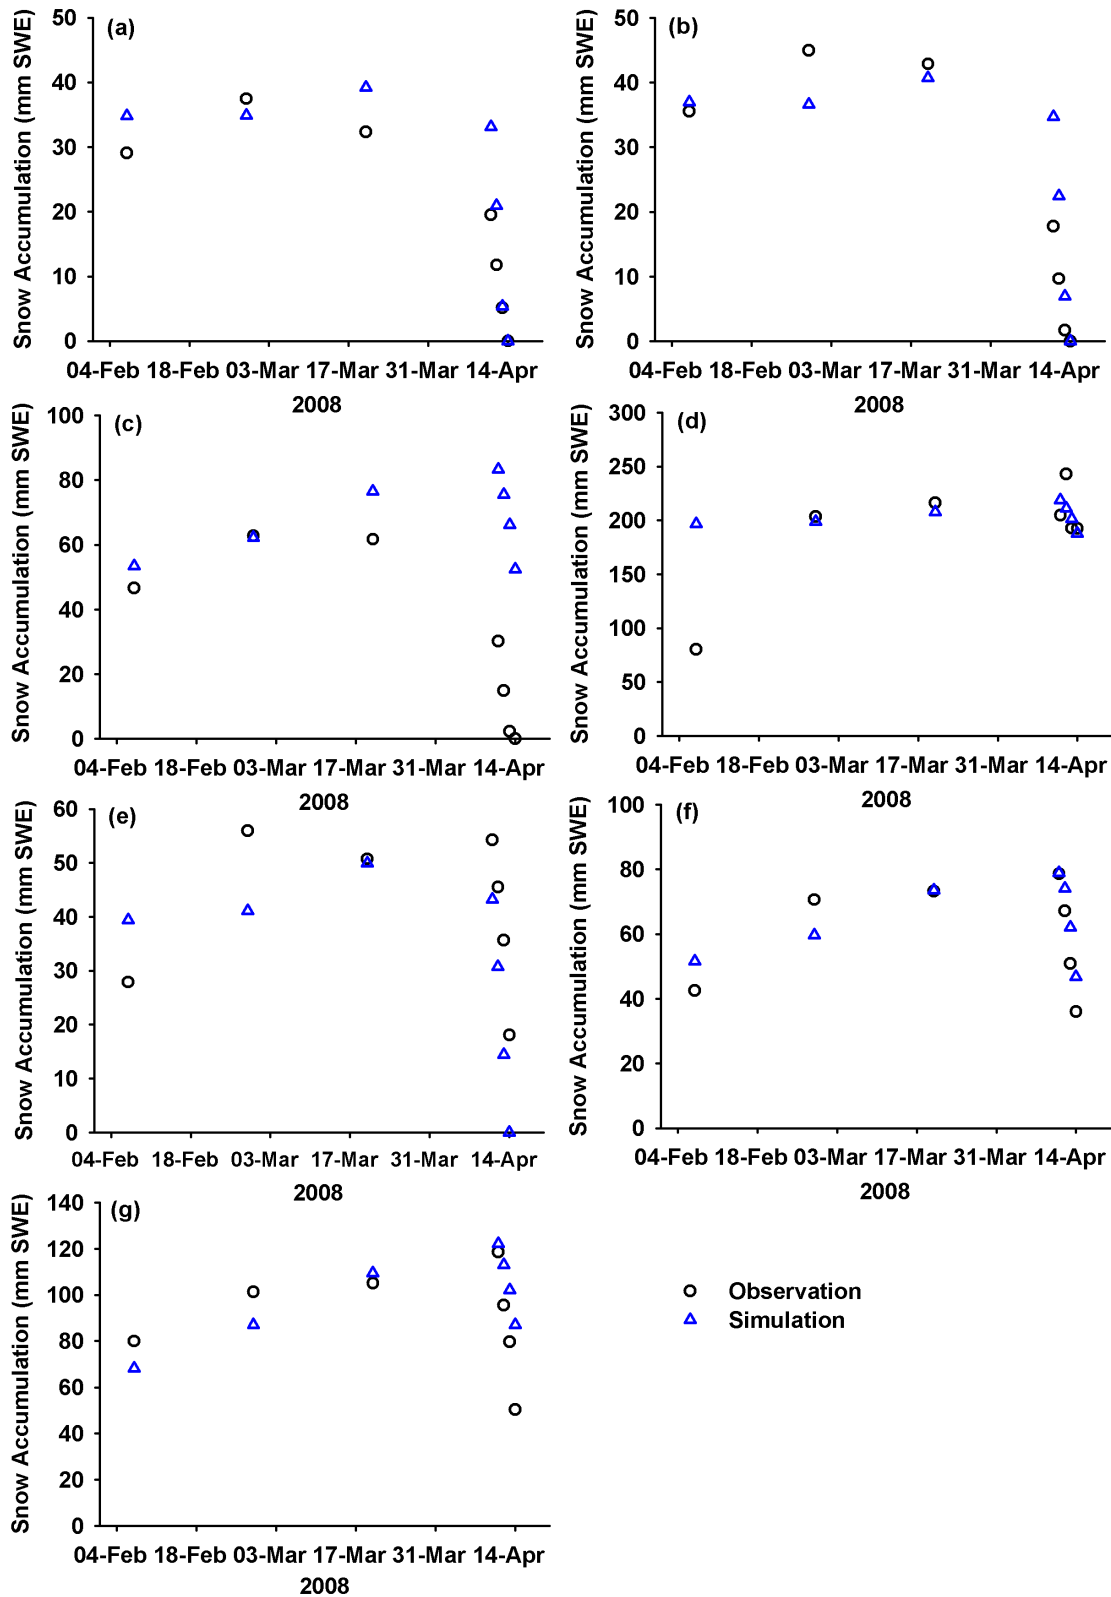 (a)
Snow Accumulation (mm SWE)
50
40
30
20
10
0
04-Feb 18-Feb 03-Mar 17-Mar 31-Mar 14-Apr
2008
(b)
Snow Accumulation (mm SWE)
50
40
30
20
10
0
04-Feb 18-Feb 03-Mar 17-Mar 31-Mar 14-Apr
2008
(c)
Snow Accumulation (mm SWE)
100
80
60
40
20
0
04-Feb 18-Feb 03-Mar 17-Mar 31-Mar 14-Apr
2008
(d)
Snow Accumulation (mm SWE)
300
250
200
150
100
50
0
04-Feb 18-Feb 03-Mar 17-Mar 31-Mar 14-Apr
2008
(e)
Snow Accumulation (mm SWE)
60
50
40
30
20
10
0
04-Feb 18-Feb 03-Mar 17-Mar 31-Mar 14-Apr
2008
(f)
Snow Accumulation (mm SWE)
100
80
60
40
20
0
04-Feb 18-Feb 03-Mar 17-Mar 31-Mar 14-Apr
2008
(g)
Snow Accumulation (mm SWE)
140
120
100
80
60
40
20
0
04-Feb 18-Feb 03-Mar 17-Mar 31-Mar 14-Apr
2008
Observation
Simulation